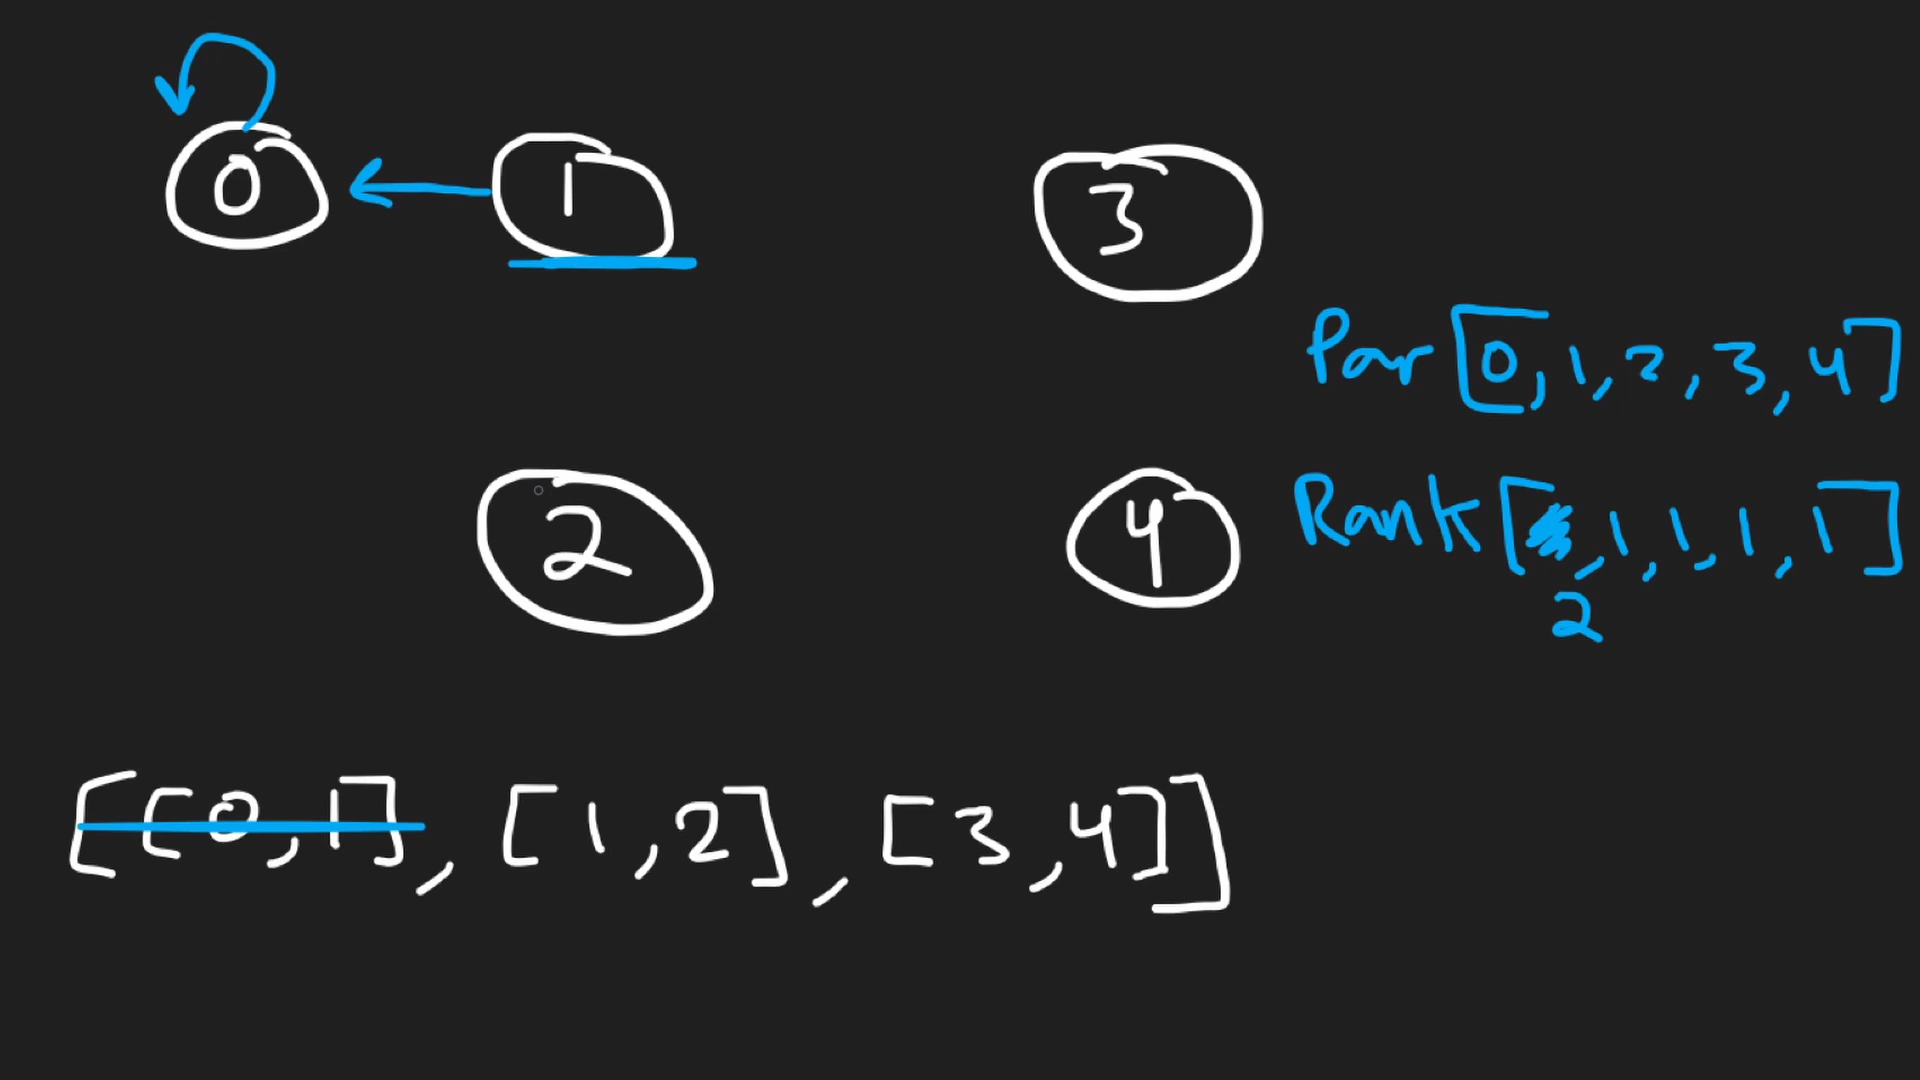 0
1
3
Par [0, 1, 2, 3, 4]
2
4
Rank [ , 1, 1, 1, 1]
2
[[0, 1], [1, 2], [3, 4]]